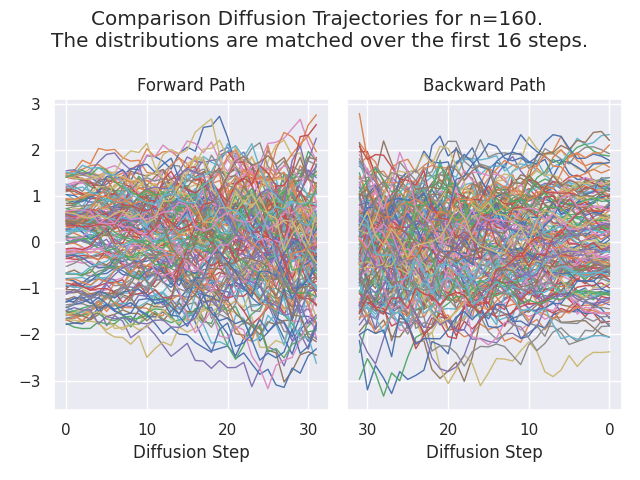 Comparison Diffusion Trajectories for n=160.
The distributions are matched over the first 16 steps.
Forward Path
Backward Path
3
2
1
0
−1
−2
−3
0 10 20 30
30 20 10 0
Diffusion Step
Diffusion Step